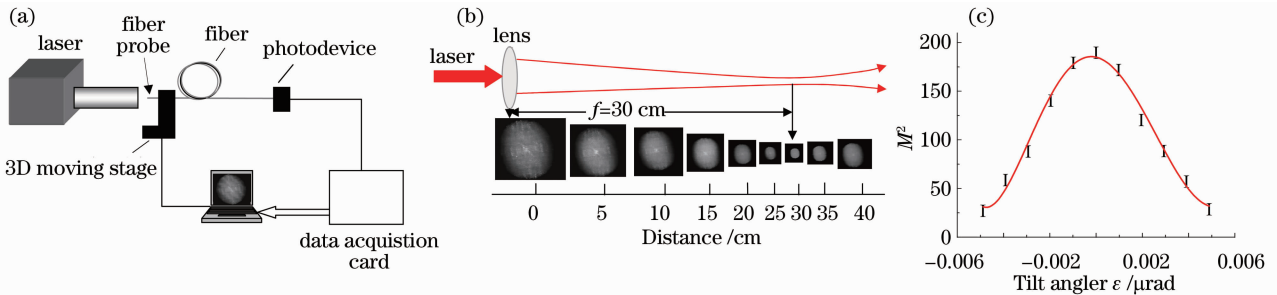 (a)
laser
fiber
probe
fiber
photodevice
3D moving stage
data acquistion
card
(b)
lens
laser
f=30 cm
0 5 10 15 20 25 30 35 40
Distance /cm
(c)
200
150
100
50
0
M²
−0.006 −0.002 0.002 0.006
Tilt angler ε /μrad